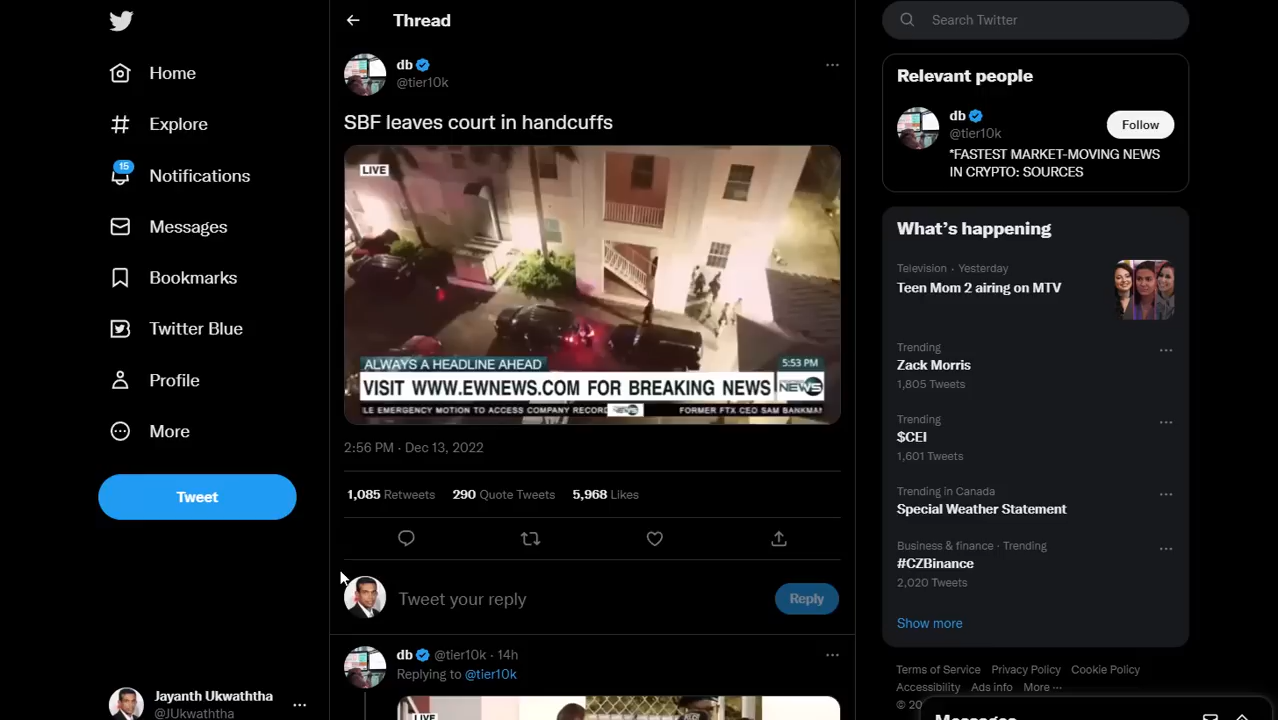 Home
Explore
15
Notifications
Messages
Bookmarks
Twitter Blue
Profile
More
Tweet
Jayanth Ukwaththa
@JUkwaththa
Thread
db
@tier10k
SBF leaves court in handcuffs
LIVE
ALWAYS A HEADLINE AHEAD
5:53 PM
VISIT WWW.EWNEWS.COM FOR BREAKING NEWS
NEWS
LE EMERGENCY MOTION TO ACCESS COMPANY RECORD
FORMER FTX CEO SAM BANKMA
2:56 PM · Dec 13, 2022
1,085 Retweets 290 Quote Tweets 5,968 Likes
Tweet your reply
Reply
db @tier10k · 14h
Replying to @tier10k
LIVE
Search Twitter
Relevant people
db
@tier10k
Follow
*FASTEST MARKET-MOVING NEWS
IN CRYPTO: SOURCES
What's happening
Television · Yesterday
Teen Mom 2 airing on MTV
Trending
Zack Morris
1,805 Tweets
Trending
$CEI
1,601 Tweets
Trending in Canada
Special Weather Statement
Business & finance · Trending
#CZBinance
2,020 Tweets
Show more
Terms of Service Privacy Policy Cookie Policy
Accessibility Ads info More ···
Messages